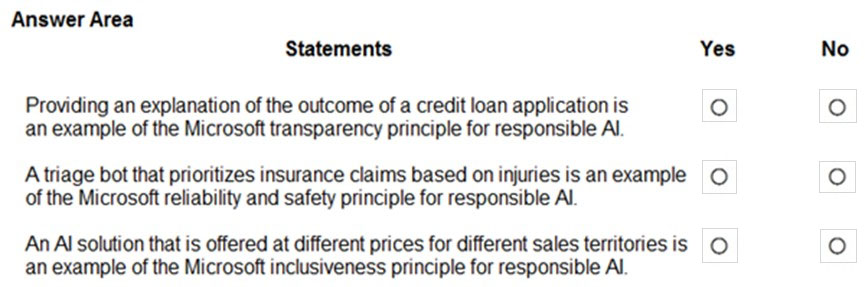 Answer Area
Statements Yes No
Providing an explanation of the outcome of a credit loan application is
an example of the Microsoft transparency principle for responsible AI.
A triage bot that prioritizes insurance claims based on injuries is an example
of the Microsoft reliability and safety principle for responsible AI.
An AI solution that is offered at different prices for different sales territories is
an example of the Microsoft inclusiveness principle for responsible AI.